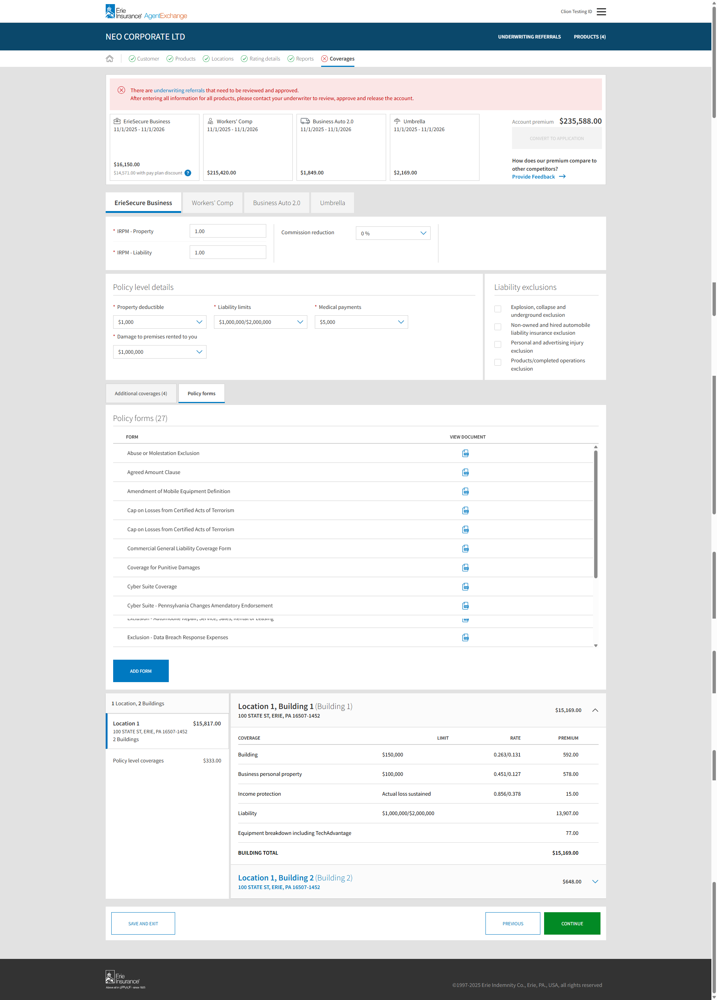 Erie
Insurance® AgentExchange
Clion Testing ID
NEO CORPORATE LTD
UNDERWRITING REFERRALS
PRODUCTS (4)
Customer
Products
Locations
Rating details
Reports
Coverages
There are underwriting referrals that need to be reviewed and approved.
After entering all information for all products, please contact your underwriter to review, approve and release the account.
ErieSecure Business
11/1/2025 - 11/1/2026
$16,150.00
$14,571.00 with pay plan discount ?
Workers' Comp
11/1/2025 - 11/1/2026
$215,420.00
Business Auto 2.0
11/1/2025 - 11/1/2026
$1,849.00
Umbrella
11/1/2025 - 11/1/2026
$2,169.00
Account premium $235,588.00
CONVERT TO APPLICATION
How does our premium compare to
other competitors?
Provide Feedback
ErieSecure Business
Workers' Comp
Business Auto 2.0
Umbrella
* IRPM - Property
1.00
* IRPM - Liability
1.00
Commission reduction
0 %
Policy level details
* Property deductible
$1,000
* Liability limits
$1,000,000/$2,000,000
* Medical payments
$5,000
* Damage to premises rented to you
$1,000,000
Liability exclusions
Explosion, collapse and
underground exclusion
Non-owned and hired automobile
liability insurance exclusion
Personal and advertising injury
exclusion
Products/completed operations
exclusion
Additional coverages (4)
Policy forms
Policy forms (27)
FORM
VIEW DOCUMENT
Abuse or Molestation Exclusion
PDF
Agreed Amount Clause
PDF
Amendment of Mobile Equipment Definition
PDF
Cap on Losses from Certified Acts of Terrorism
PDF
Cap on Losses from Certified Acts of Terrorism
PDF
Commercial General Liability Coverage Form
PDF
Coverage for Punitive Damages
PDF
Cyber Suite Coverage
PDF
Cyber Suite - Pennsylvania Changes Amendatory Endorsement
PDF
Exclusion - Automobile Repair, Service, Sales, Rental or Leasing
PDF
Exclusion - Data Breach Response Expenses
PDF
ADD FORM
1 Location, 2 Buildings
Location 1 $15,817.00
100 STATE ST, ERIE, PA 16507-1452
2 Buildings
Policy level coverages $333.00
Location 1, Building 1 (Building 1)
100 STATE ST, ERIE, PA 16507-1452
$15,169.00
COVERAGE LIMIT RATE PREMIUM
Building $150,000 0.263/0.131 592.00
Business personal property $100,000 0.451/0.127 578.00
Income protection Actual loss sustained 0.856/0.378 15.00
Liability $1,000,000/$2,000,000 13,907.00
Equipment breakdown including TechAdvantage 77.00
BUILDING TOTAL $15,169.00
Location 1, Building 2 (Building 2)
100 STATE ST, ERIE, PA 16507-1452
$648.00
SAVE AND EXIT
PREVIOUS
CONTINUE
Erie
Insurance®
Above all in SERVICE® - since 1925
©1997-2025 Erie Indemnity Co., Erie, PA., USA, all rights reserved